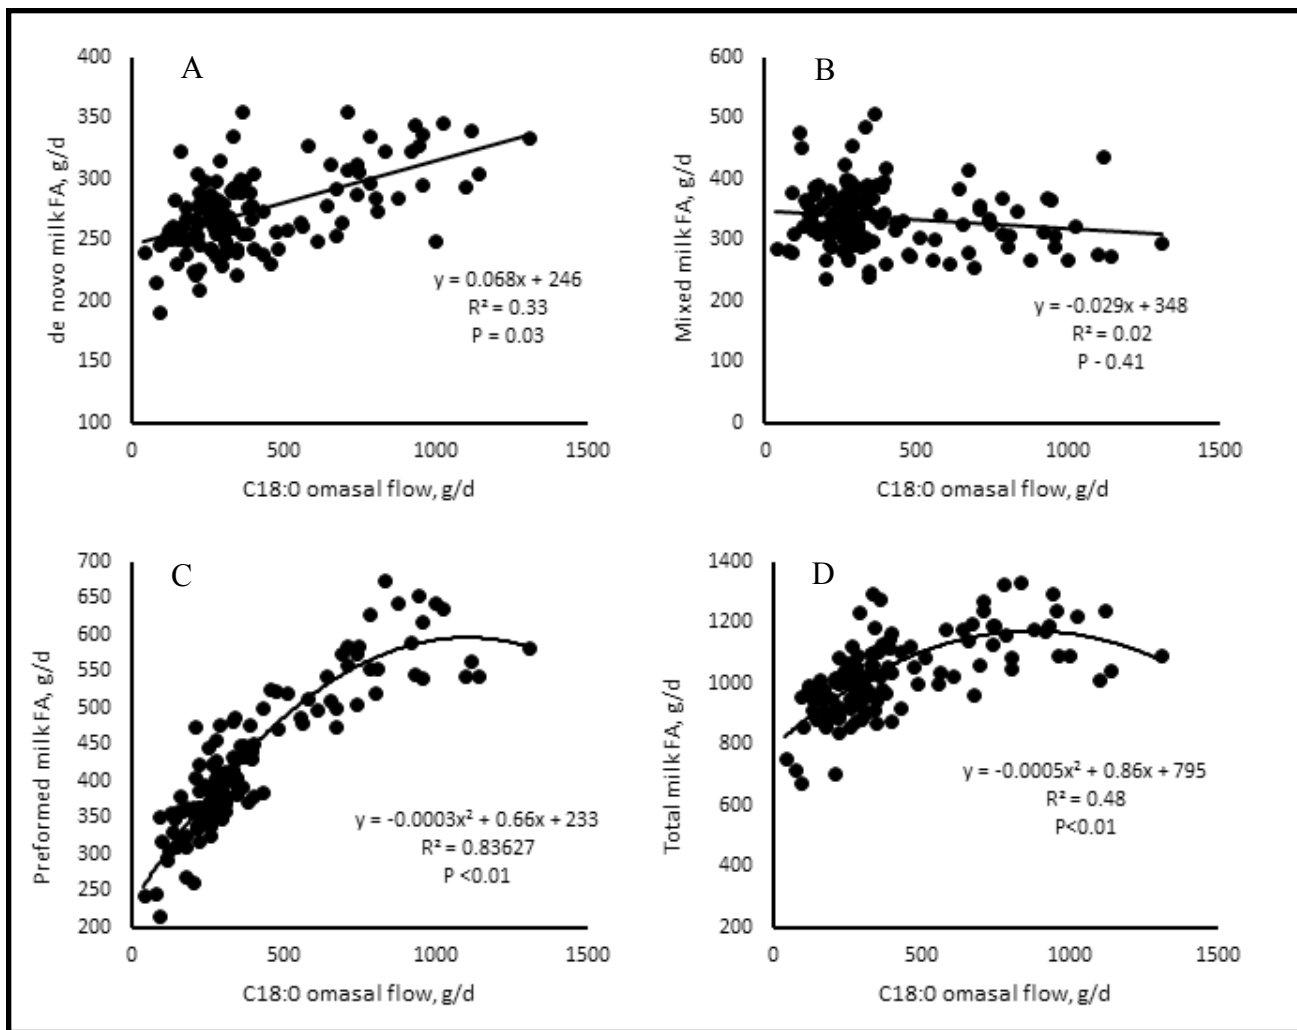 A
400
350
300
250
200
150
100
de novo milk FA, g/d
y = 0.068x + 246
R² = 0.33
P = 0.03
0 500 1000 1500
C18:0 omasal flow, g/d
B
600
500
400
300
200
100
0
Mixed milk FA, g/d
y = -0.029x + 348
R² = 0.02
P - 0.41
0 500 1000 1500
C18:0 omasal flow, g/d
C
700
650
600
550
500
450
400
350
300
250
200
Preformed milk FA, g/d
y = -0.0003x² + 0.66x + 233
R² = 0.83627
P <0.01
0 500 1000 1500
C18:0 omasal flow, g/d
D
1400
1200
1000
800
600
400
200
Total milk FA, g/d
y = -0.0005x² + 0.86x + 795
R² = 0.48
P<0.01
0 500 1000 1500
C18:0 omasal flow, g/d